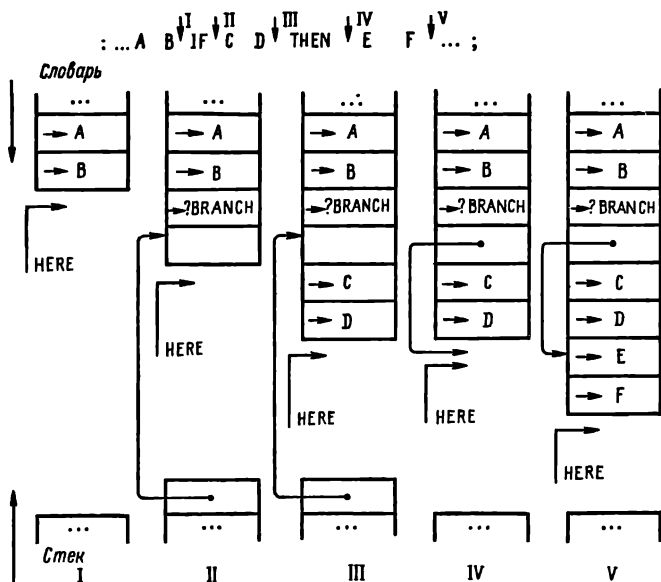 I II III IV V
: ... A B IF C D THEN E F ... ;
Словарь
... ... ... ... ...
A A A A A
B B B B B
?BRANCH ?BRANCH ?BRANCH ?BRANCH
HERE
C C C
HERE
D D D
E
HERE HERE
F
HERE
... ... ... ... ...
Стек
I II III IV V